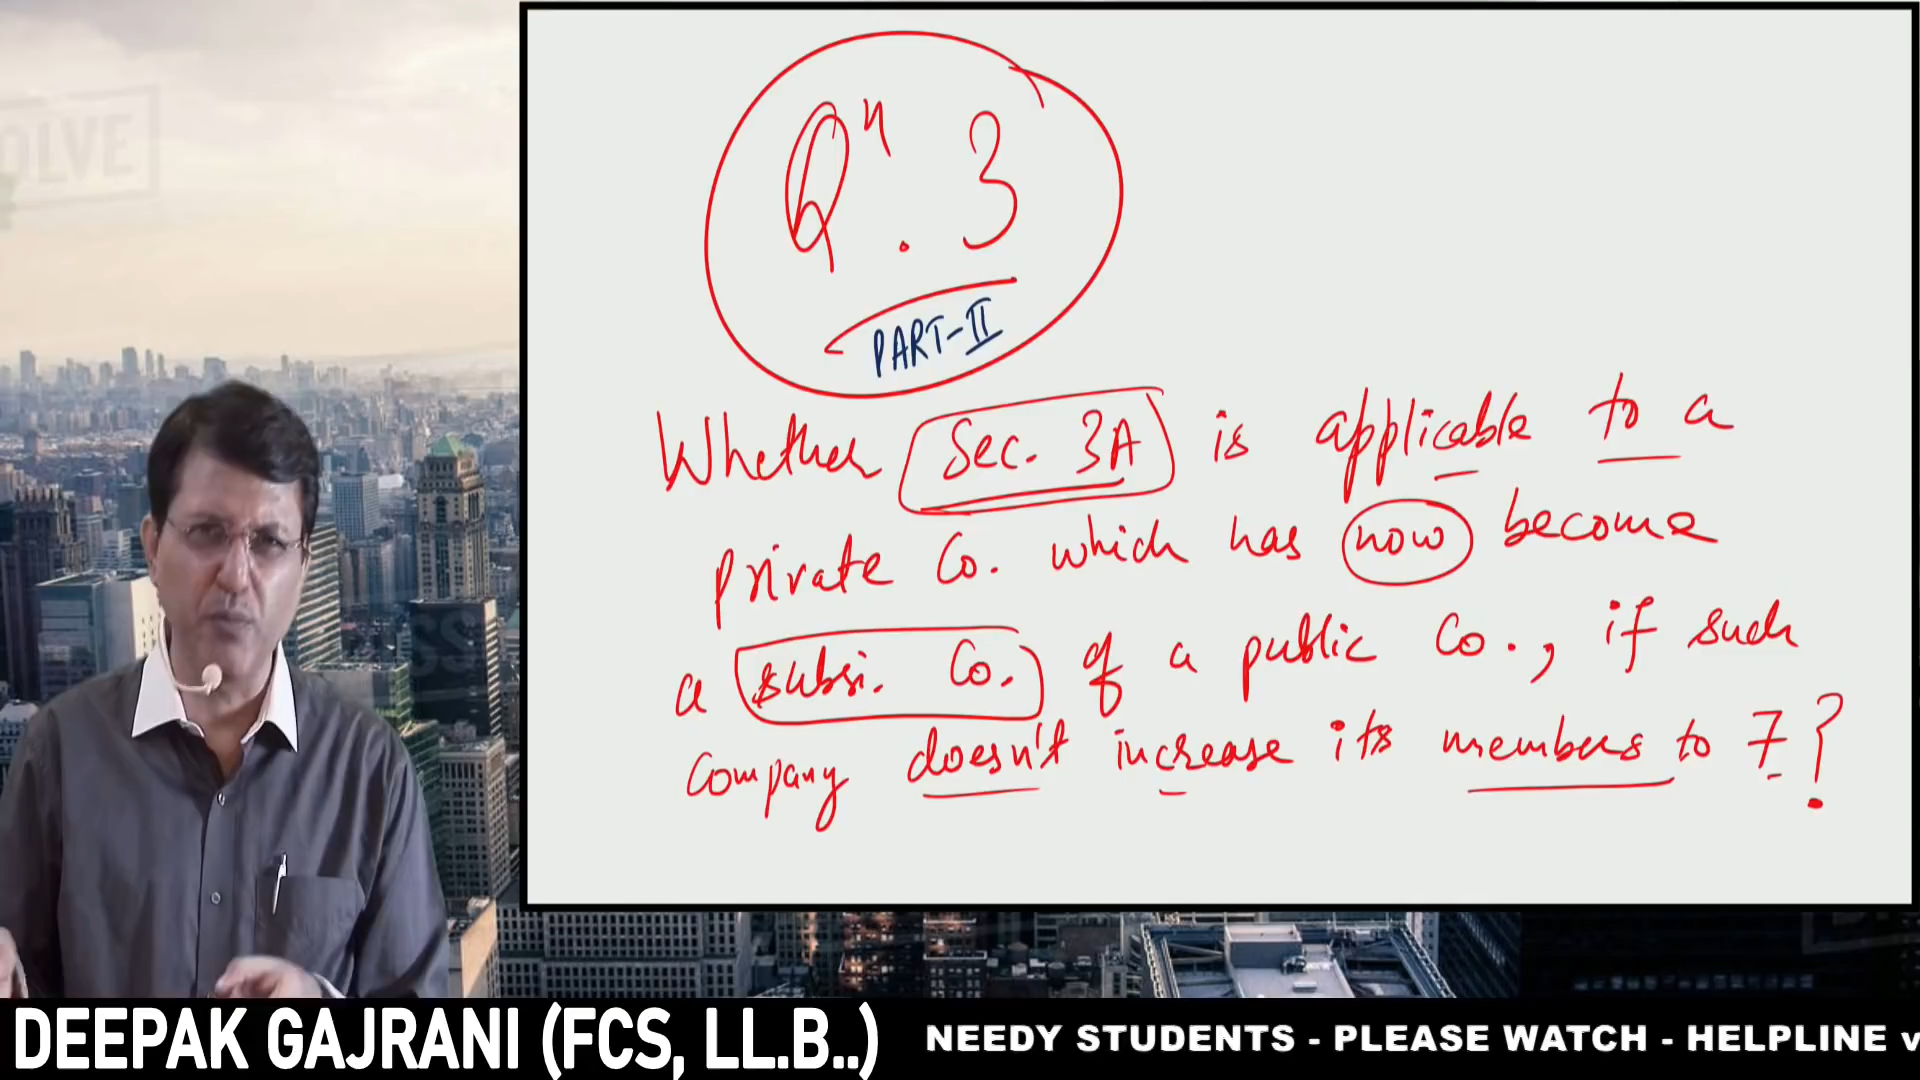 OLVE
Qn. 3
PART-II
Whether Sec. 3A is applicable to a
private Co. which has now become
a subsi. Co. of a public Co., if such
Company doesn't increase its members to 7?
DEEPAK GAJRANI (FCS, LL.B..)
NEEDY STUDENTS - PLEASE WATCH - HELPLINE v